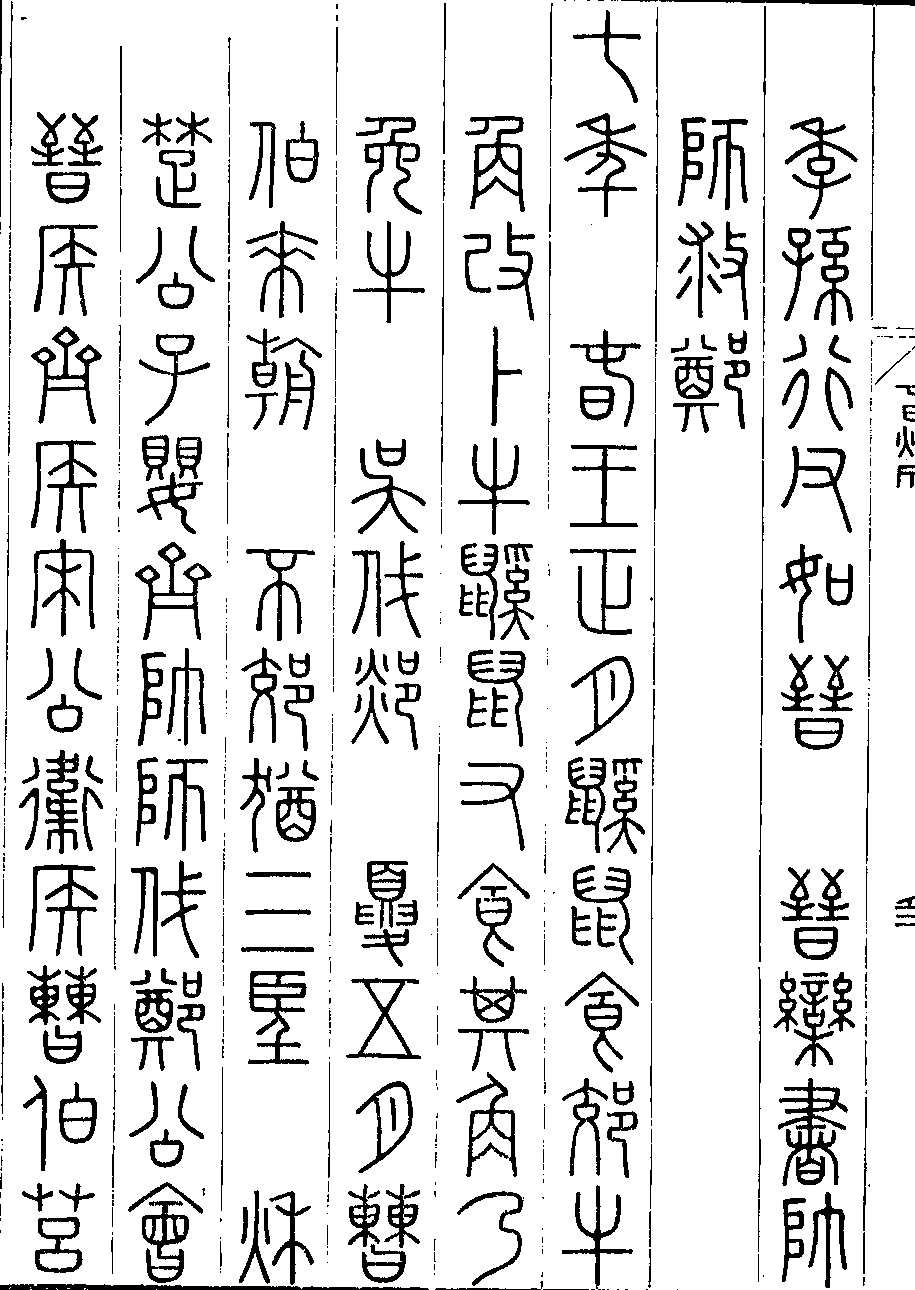 季孫行父如晉　晉欒書帥
師救鄭
七年　春王正月鼷鼠食郊牛
角改卜牛鼷鼠又食其角乃
免牛　吳伐郯　夏五月曹
伯來朝　不郊猶三望　秋
楚公子嬰齊帥師伐鄭公會
晉侯齊侯宋公衛侯曹伯莒